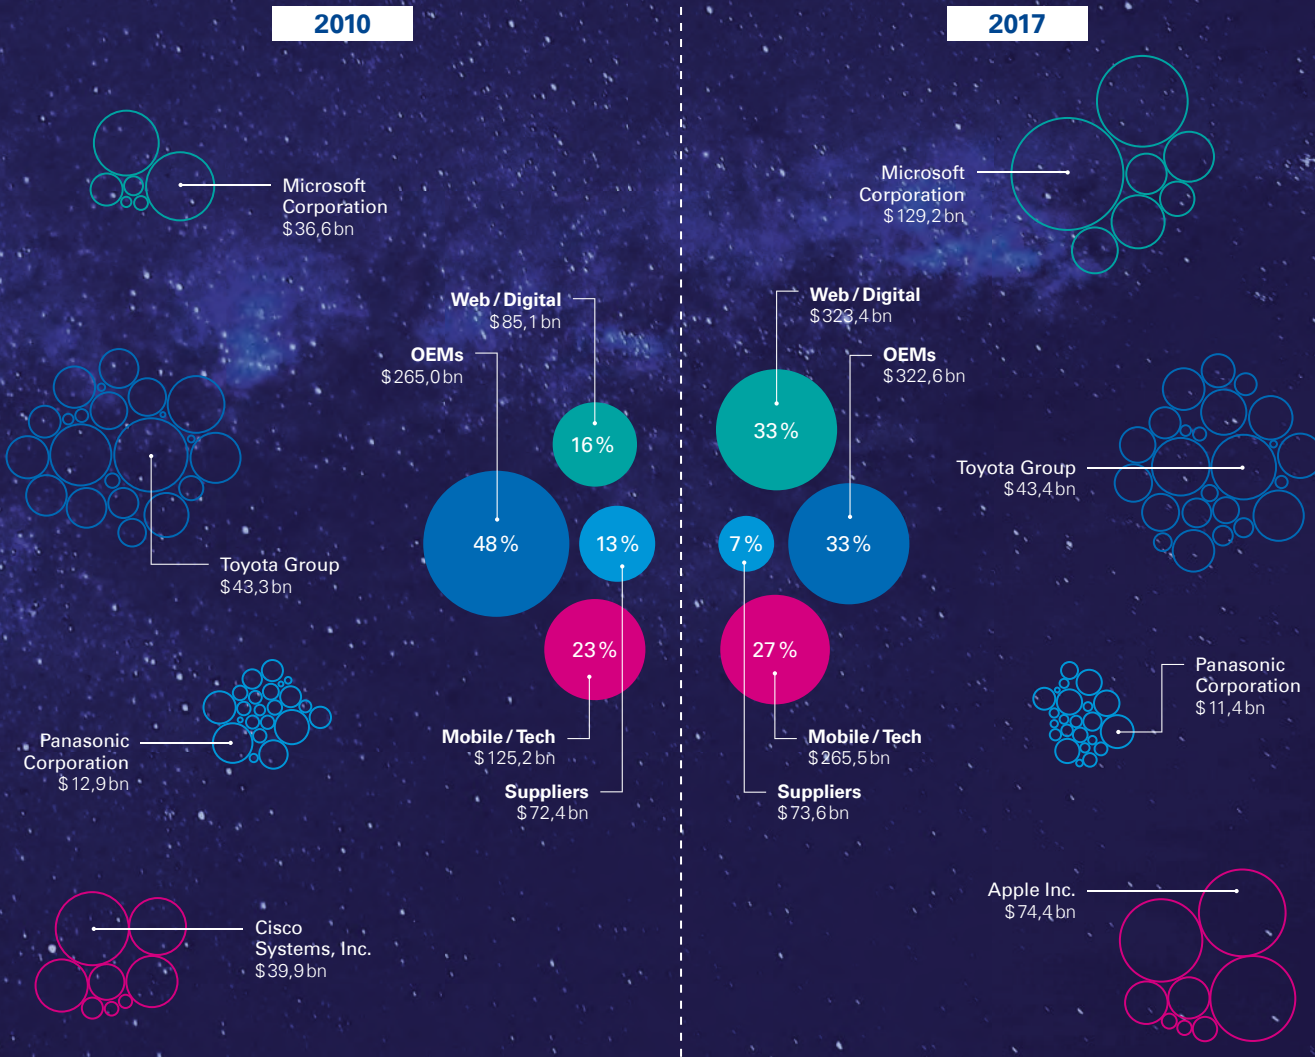 2010
Microsoft
Corporation
$36,6bn
Web/Digital
$85,1bn
OEMs
$265,0bn
16%
48%
13%
23%
Toyota Group
$43,3bn
Panasonic
Corporation
$12,9bn
Mobile/Tech
$125,2bn
Suppliers
$72,4bn
Cisco
Systems, Inc.
$39,9bn
2017
Microsoft
Corporation
$129,2bn
Web/Digital
$323,4bn
OEMs
$322,6bn
33%
7%
33%
27%
Toyota Group
$43,4bn
Panasonic
Corporation
$11,4bn
Mobile/Tech
$265,5bn
Suppliers
$73,6bn
Apple Inc.
$74,4bn